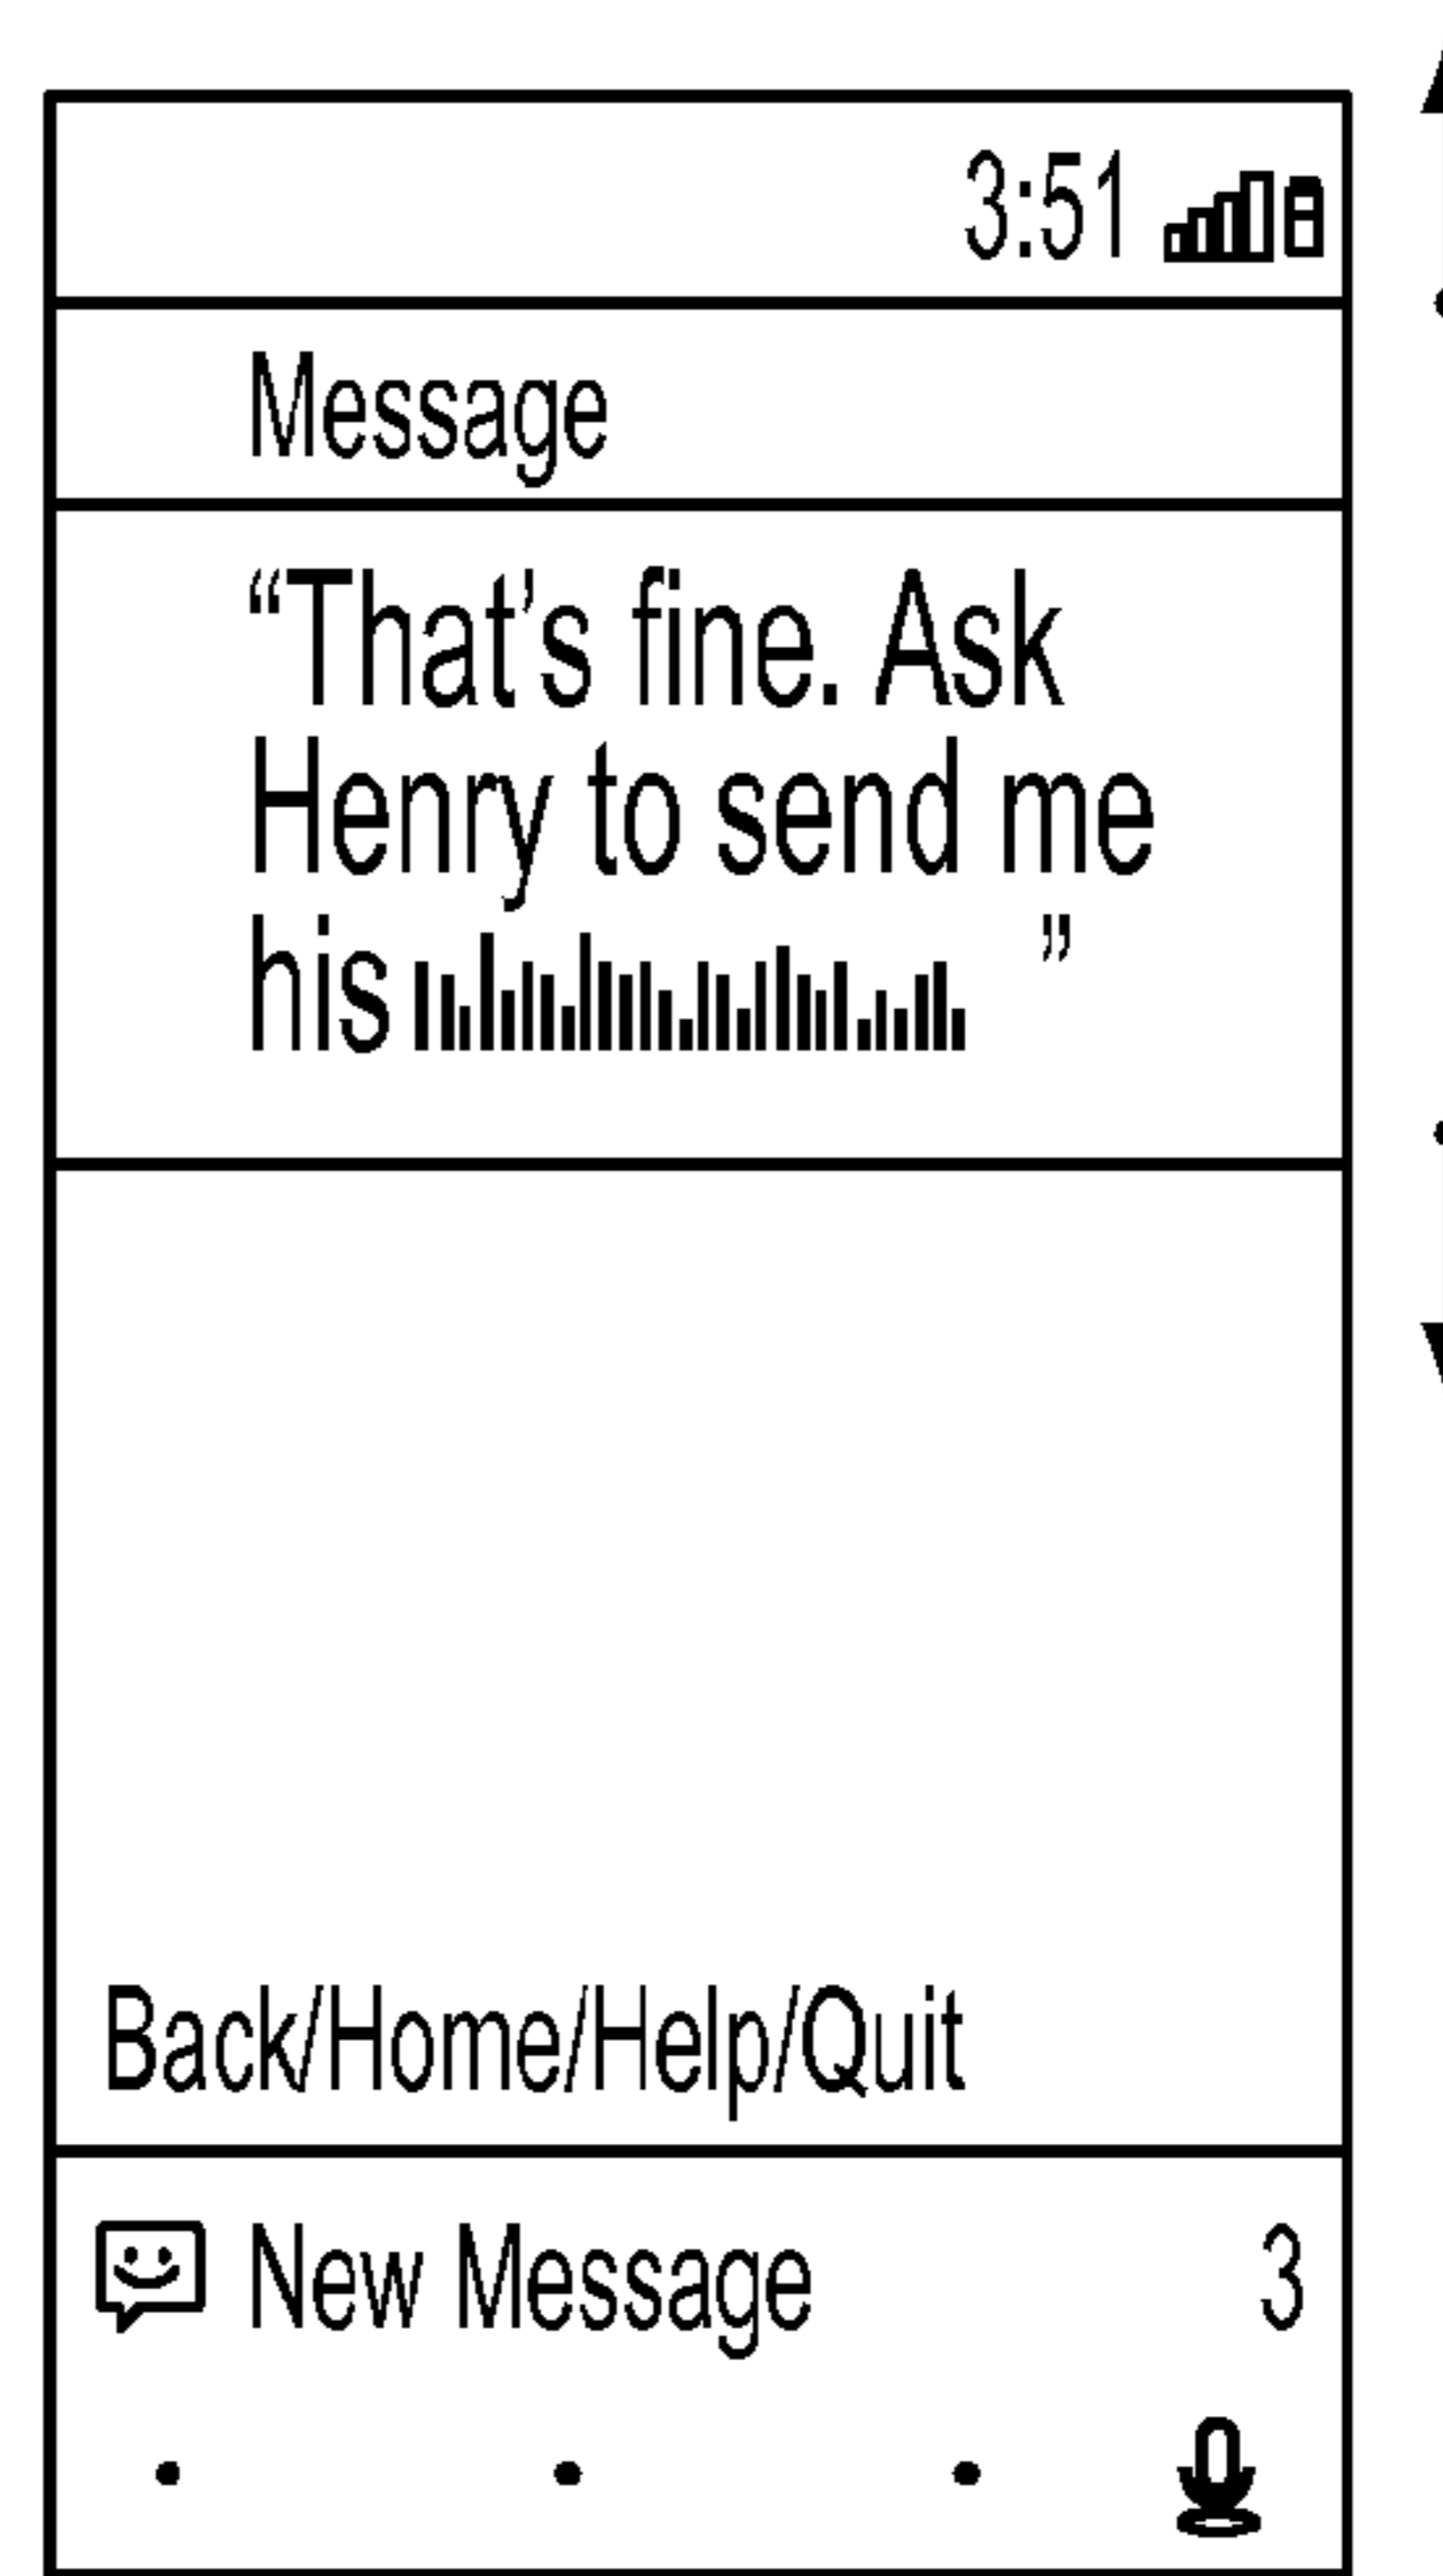 3:51
Message
“That’s fine. Ask
Henry to send me
his ”
Back/Home/Help/Quit
New Message 3